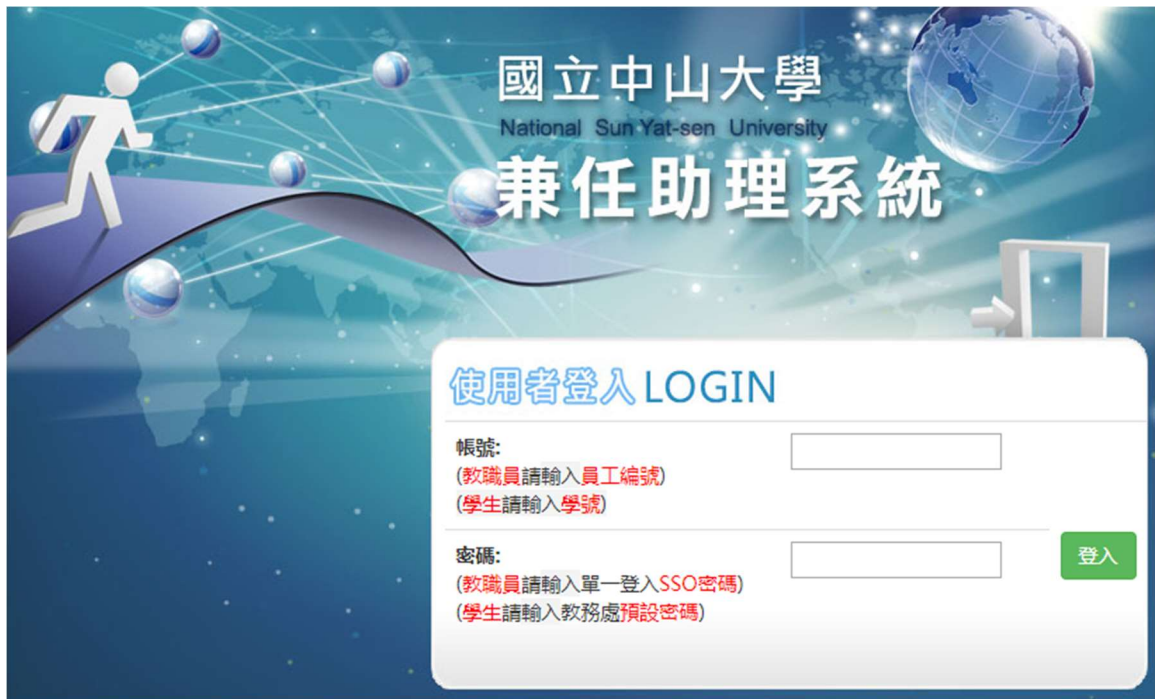 國立中山大學
National Sun Yat-sen University
兼任助理系統
使用者登入 LOGIN
帳號:
(教職員請輸入員工編號)
(學生請輸入學號)
密碼:
(教職員請輸入單一登入SSO密碼)
(學生請輸入教務處預設密碼)
登入